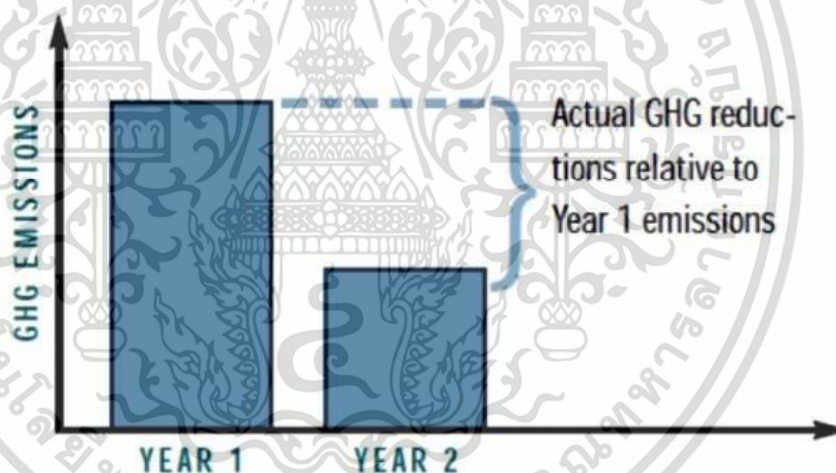 GHG EMISSIONS
Actual GHG reduc-
tions relative to
Year 1 emissions
YEAR 1
YEAR 2